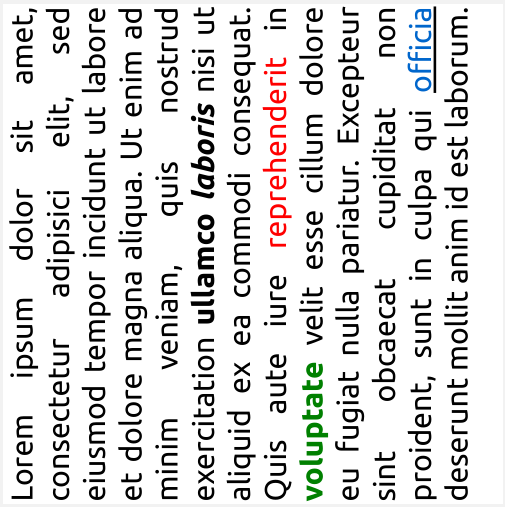 Lorem ipsum dolor sit amet,
consectetur adipisici elit, sed
eiusmod tempor incidunt ut labore
et dolore magna aliqua. Ut enim ad
minim veniam, quis nostrud
exercitation ullamco laboris nisi ut
aliquid ex ea commodi consequat.
Quis aute iure reprehenderit in
voluptate velit esse cillum dolore
eu fugiat nulla pariatur. Excepteur
sint obcaecat cupiditat non
proident, sunt in culpa qui officia
deserunt mollit anim id est laborum.